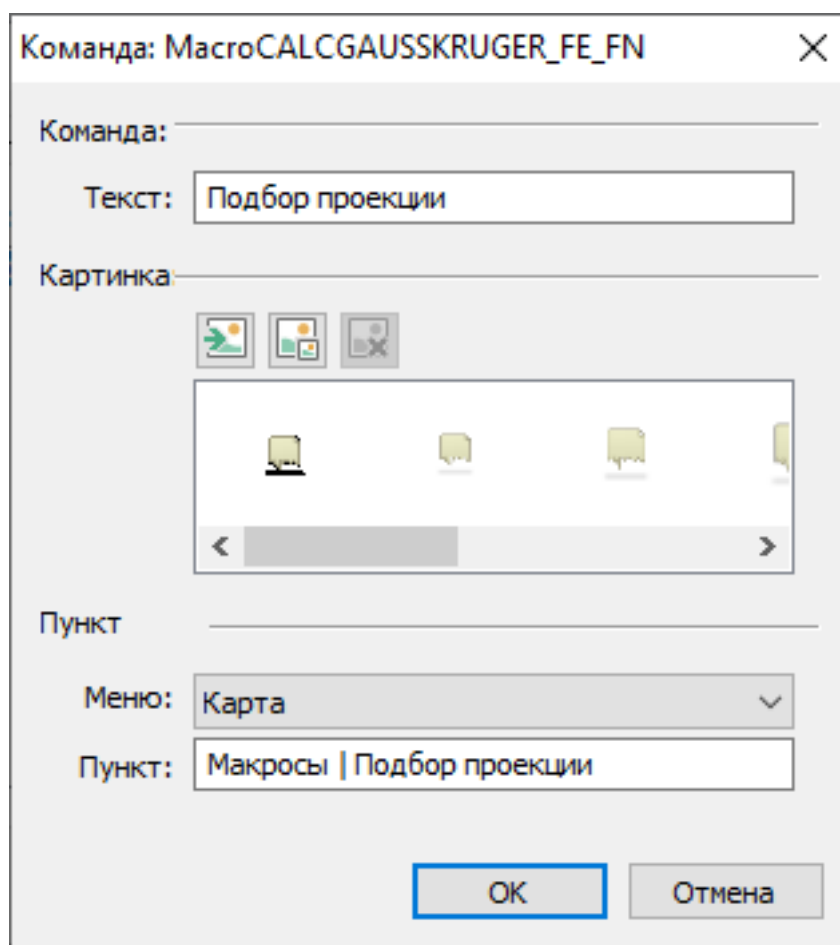 Команда: MacroCALCGAUSSKRUGER_FE_FN
Команда:
Текст: Подбор проекции
Картинка:
Пункт
Меню: Карта
Пункт: Макросы | Подбор проекции
OK Отмена